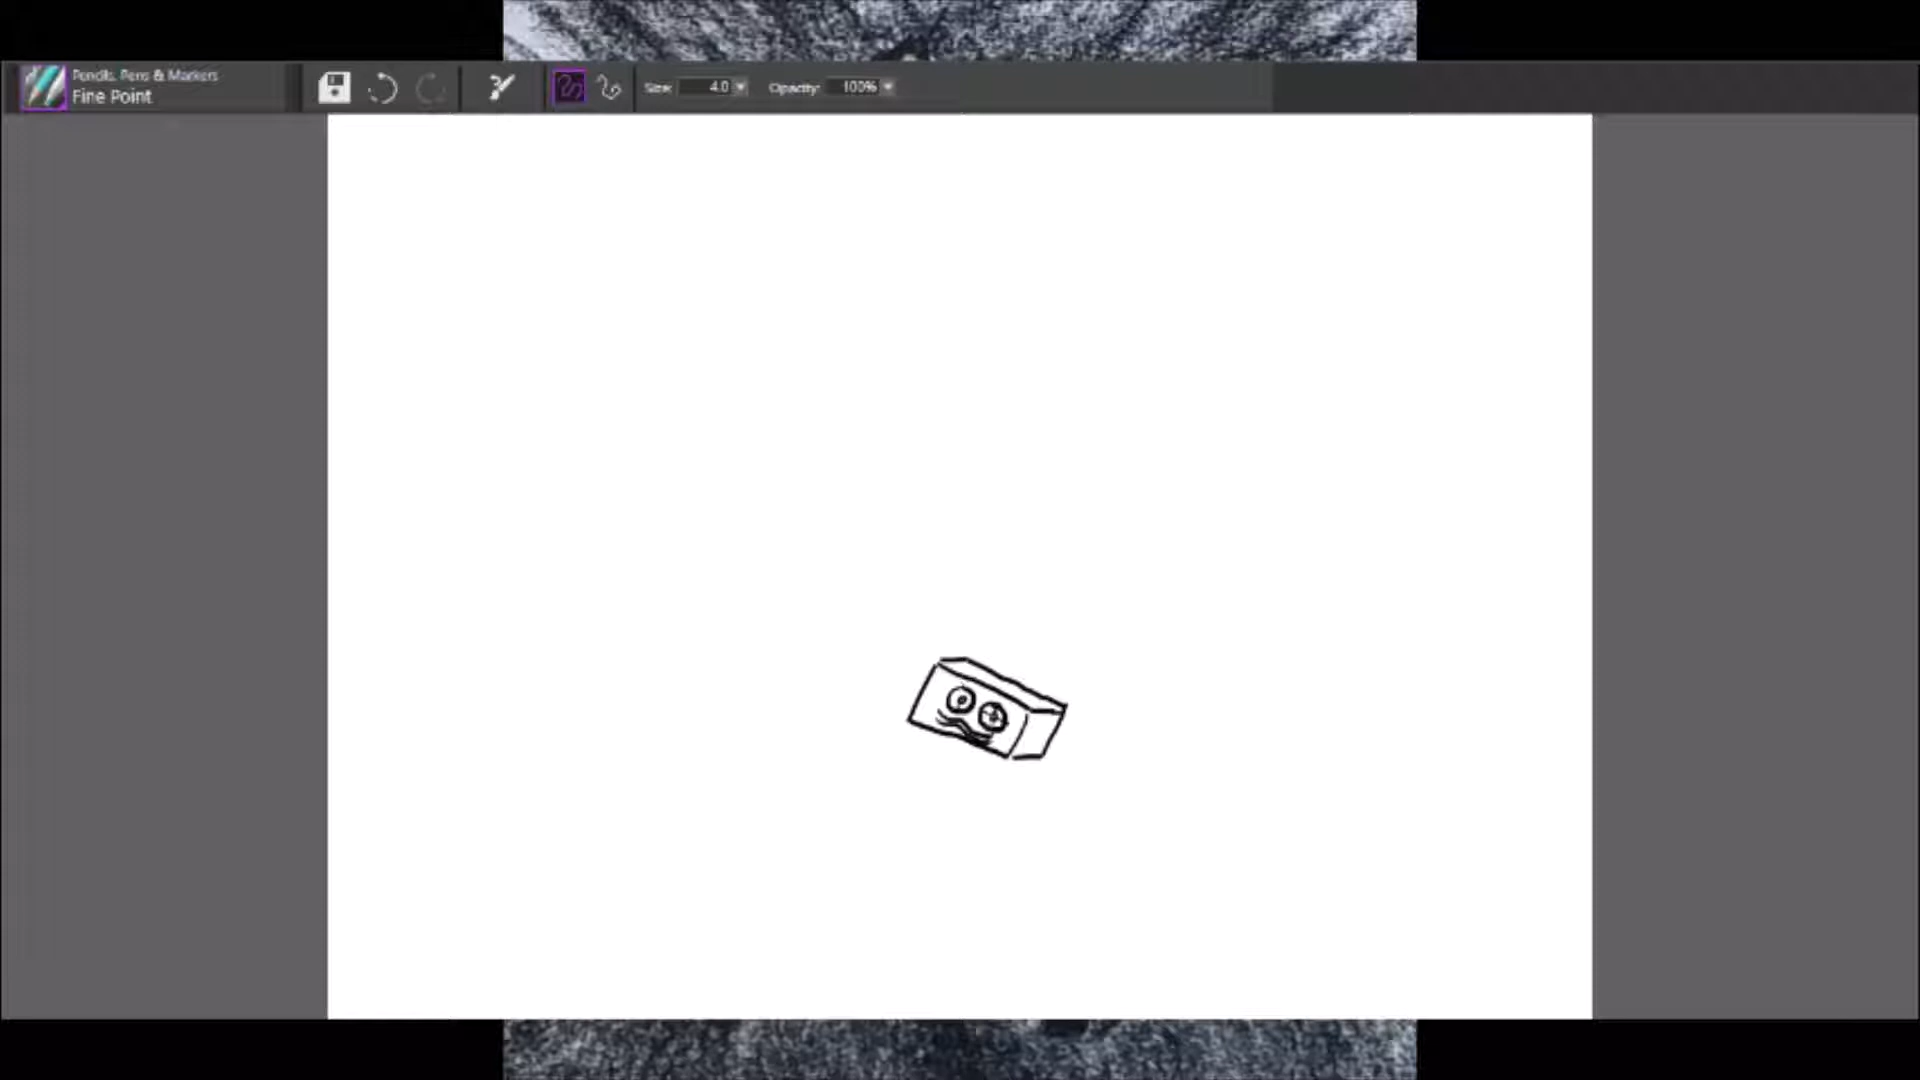 Pencils, Pens & Markers
Fine Point
Size: 4.0
Opacity: 100%